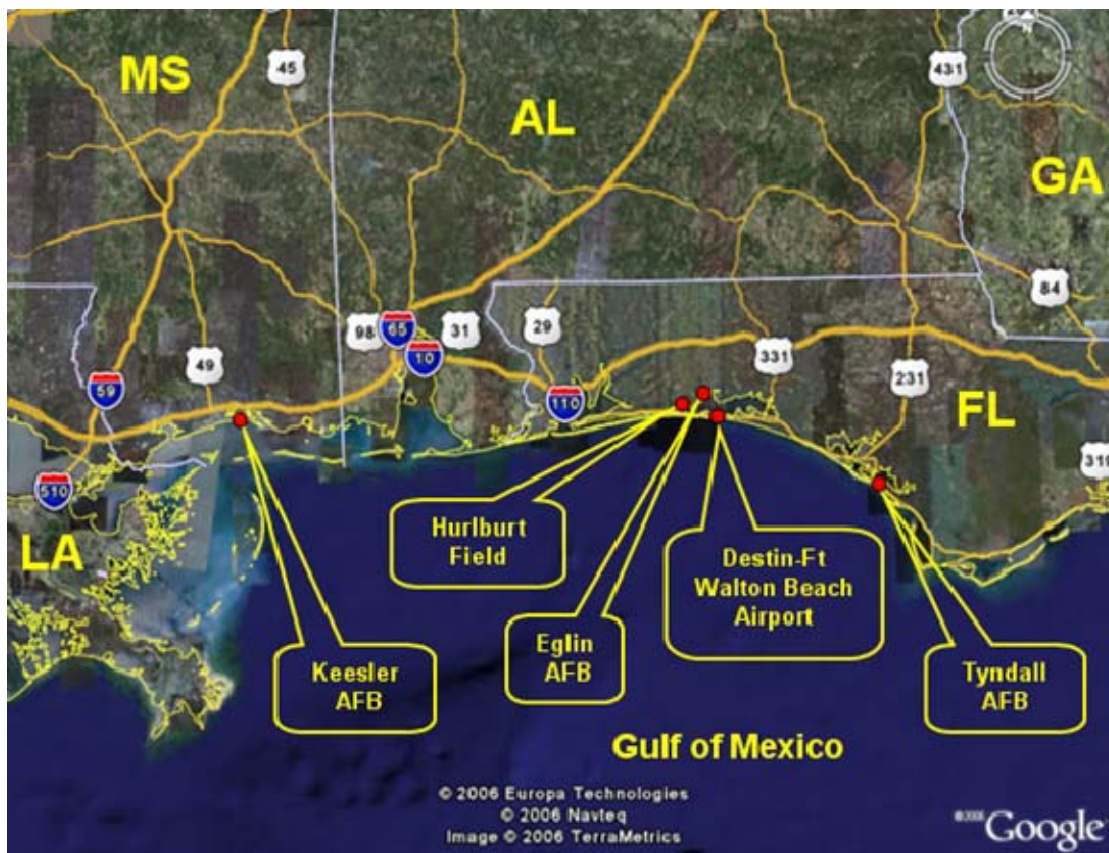 MS
45
AL
431
GA
84
98
65
31
29
10
331
49
59
110
231
FL
319
510
LA
Hurlburt
Field
Destin-Ft
Walton Beach
Airport
Eglin
AFB
Keesler
AFB
Tyndall
AFB
Gulf of Mexico
© 2006 Europa Technologies
© 2006 Navteq
Image © 2006 TerraMetrics
Google